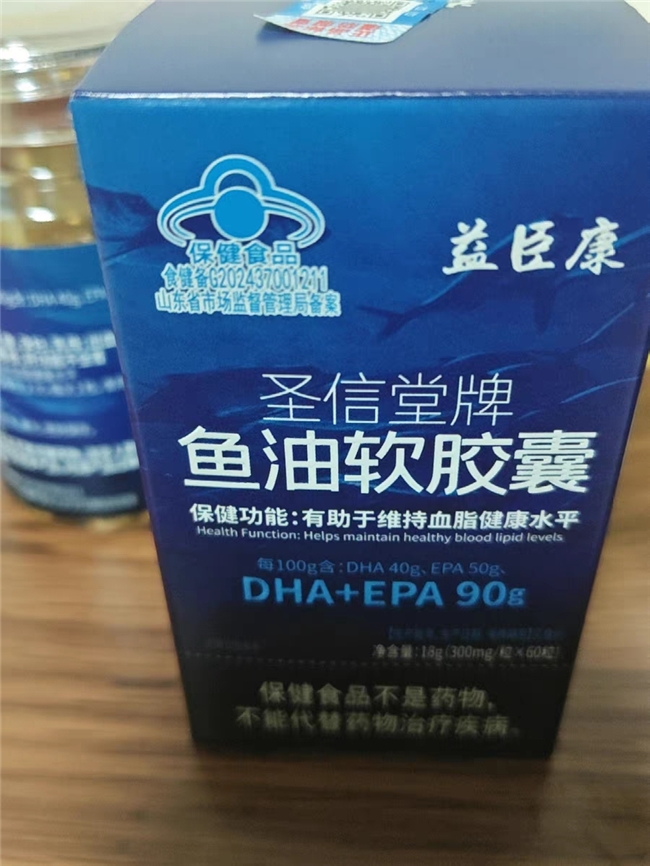 保健食品
食健备G202437001211
山东省市场监督管理局备案
益臣康
圣信堂牌
鱼油软胶囊
保健功能:有助于维持血脂健康水平
Health Function: Helps maintain healthy blood lipid levels
每100g含:DHA 40g、EPA 50g、
DHA+EPA 90g
净含量:18g(300mg/粒×60粒)
保健食品不是药物,
不能代替药物治疗疾病。